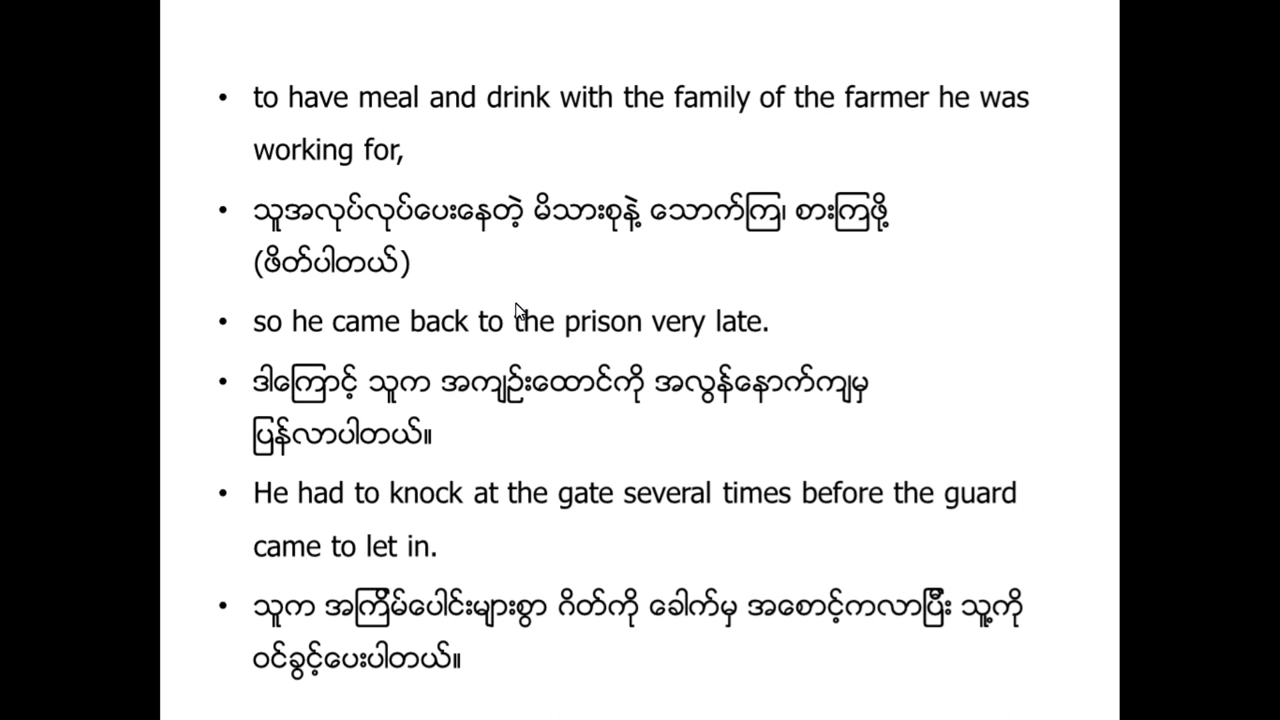 • to have meal and drink with the family of the farmer he was
working for,
• သူအလုပ်လုပ်ပေးနေတဲ့ မိသားစုနဲ့ သောက်ကြ၊ စားကြဖို့
(ဖိတ်ပါတယ်)
• so he came back to the prison very late.
• ဒါကြောင့် သူက အကျဉ်းထောင်ကို အလွန်နောက်ကျမှ
ပြန်လာပါတယ်။
• He had to knock at the gate several times before the guard
came to let in.
• သူက အကြိမ်ပေါင်းများစွာ ဂိတ်ကို ခေါက်မှ အစောင့်ကလာပြီး သူ့ကို
ဝင်ခွင့်ပေးပါတယ်။